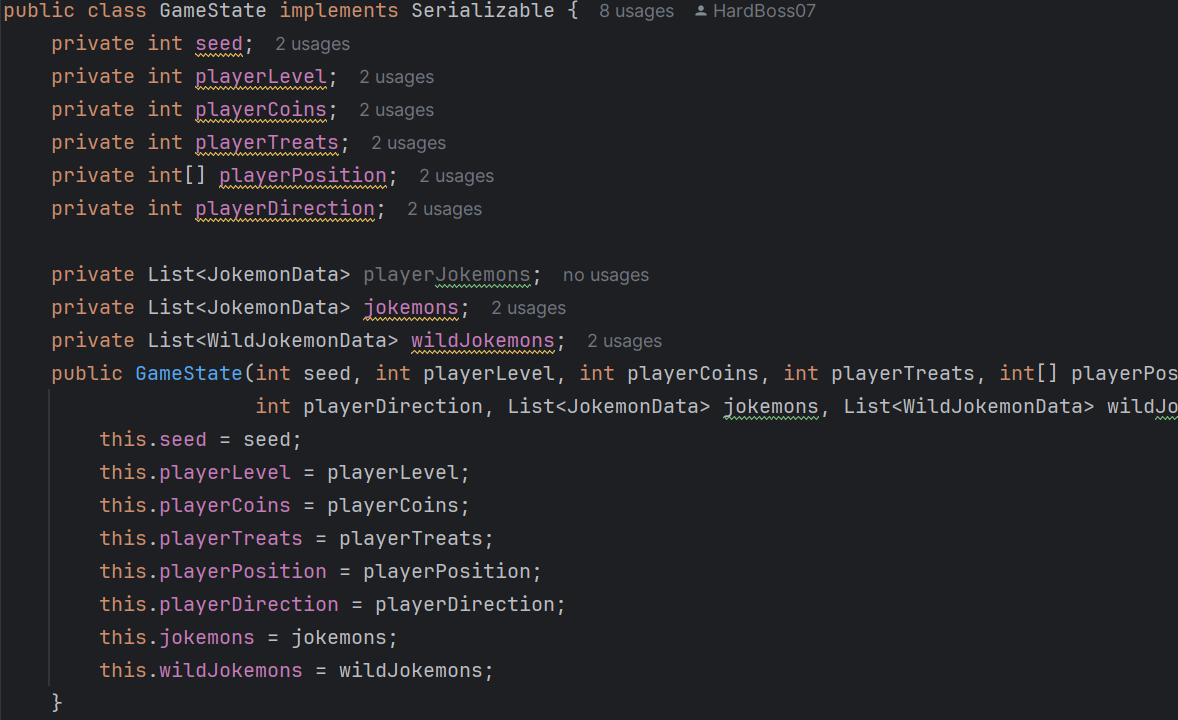 public class GameState implements Serializable {  8 usages  HardBoss07
    private int seed;  2 usages
    private int playerLevel;  2 usages
    private int playerCoins;  2 usages
    private int playerTreats;  2 usages
    private int[] playerPosition;  2 usages
    private int playerDirection;  2 usages
    private List<JokemonData> playerJokemons;  no usages
    private List<JokemonData> jokemons;  2 usages
    private List<WildJokemonData> wildJokemons;  2 usages
    public GameState(int seed, int playerLevel, int playerCoins, int playerTreats, int[] playerPos
                     int playerDirection, List<JokemonData> jokemons, List<WildJokemonData> wildJo
        this.seed = seed;
        this.playerLevel = playerLevel;
        this.playerCoins = playerCoins;
        this.playerTreats = playerTreats;
        this.playerPosition = playerPosition;
        this.playerDirection = playerDirection;
        this.jokemons = jokemons;
        this.wildJokemons = wildJokemons;
    }